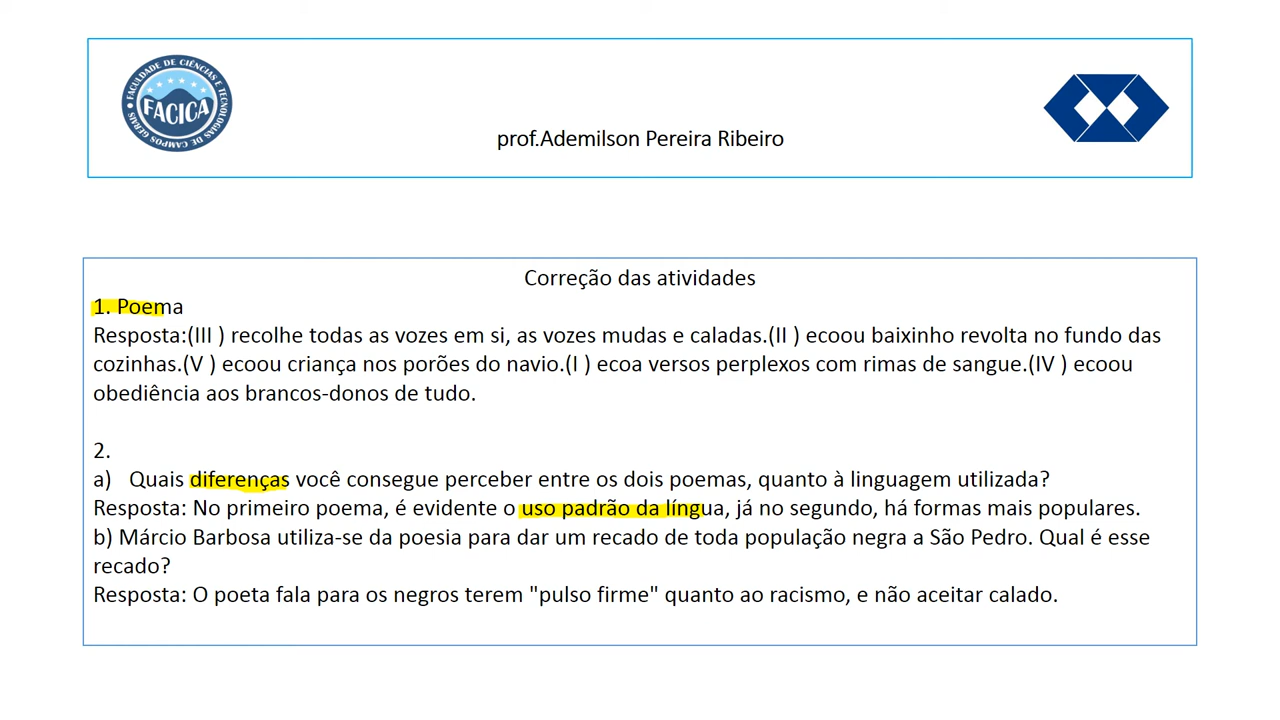 FACULDADE DE CIÊNCIAS E TECNOLOGIAS DE CAMPOS GERAIS
FACICA
prof.Ademilson Pereira Ribeiro
Correção das atividades
1. Poema
Resposta:(III ) recolhe todas as vozes em si, as vozes mudas e caladas.(II ) ecoou baixinho revolta no fundo das
cozinhas.(V ) ecoou criança nos porões do navio.(I ) ecoa versos perplexos com rimas de sangue.(IV ) ecoou
obediência aos brancos-donos de tudo.
2.
a) Quais diferenças você consegue perceber entre os dois poemas, quanto à linguagem utilizada?
Resposta: No primeiro poema, é evidente o uso padrão da língua, já no segundo, há formas mais populares.
b) Márcio Barbosa utiliza-se da poesia para dar um recado de toda população negra a São Pedro. Qual é esse
recado?
Resposta: O poeta fala para os negros terem "pulso firme" quanto ao racismo, e não aceitar calado.